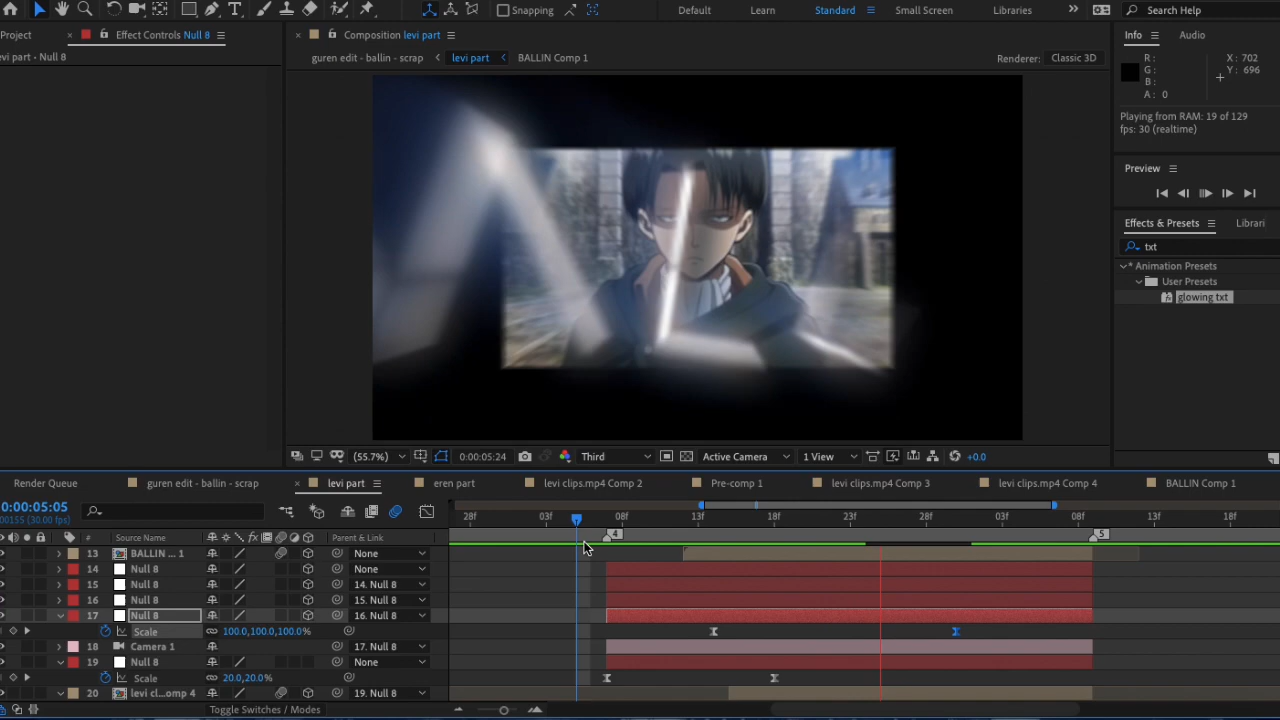 Snapping
Default Learn Standard Small Screen Libraries Search Help
Project Effect Controls Null 8 Composition levi part Info Audio
levi part - Null 8 guren edit - ballin - scrap levi part BALLIN Comp 1 Renderer: Classic 3D
R: X: 702
G: Y: 696
B:
A: 0
Playing from RAM: 19 of 129
fps: 30 (realtime)
Preview
Effects & Presets Librari
txt
* Animation Presets
User Presets
glowing txt
(55.7%) 0:00:05:24 Third Active Camera 1 View +0.0
Render Queue guren edit - ballin - scrap levi part eren part levi clips.mp4 Comp 2 Pre-comp 1 levi clips.mp4 Comp 3 levi clips.mp4 Comp 4 BALLIN Comp 1
0:00:05:05
00155 (30.00 fps)
28f 03f 08f 13f 18f 23f 28f 03f 08f 13f 18f
# Source Name Parent & Link 4 5
13 BALLIN ... 1 None
14 Null 8 None
15 Null 8 14. Null 8
16 Null 8 15. Null 8
17 Null 8 16. Null 8
Scale 100.0,100.0,100.0%
18 Camera 1 17. Null 8
19 Null 8 None
Scale 20.0,20.0%
20 levi cl...omp 4 19. Null 8
Toggle Switches / Modes